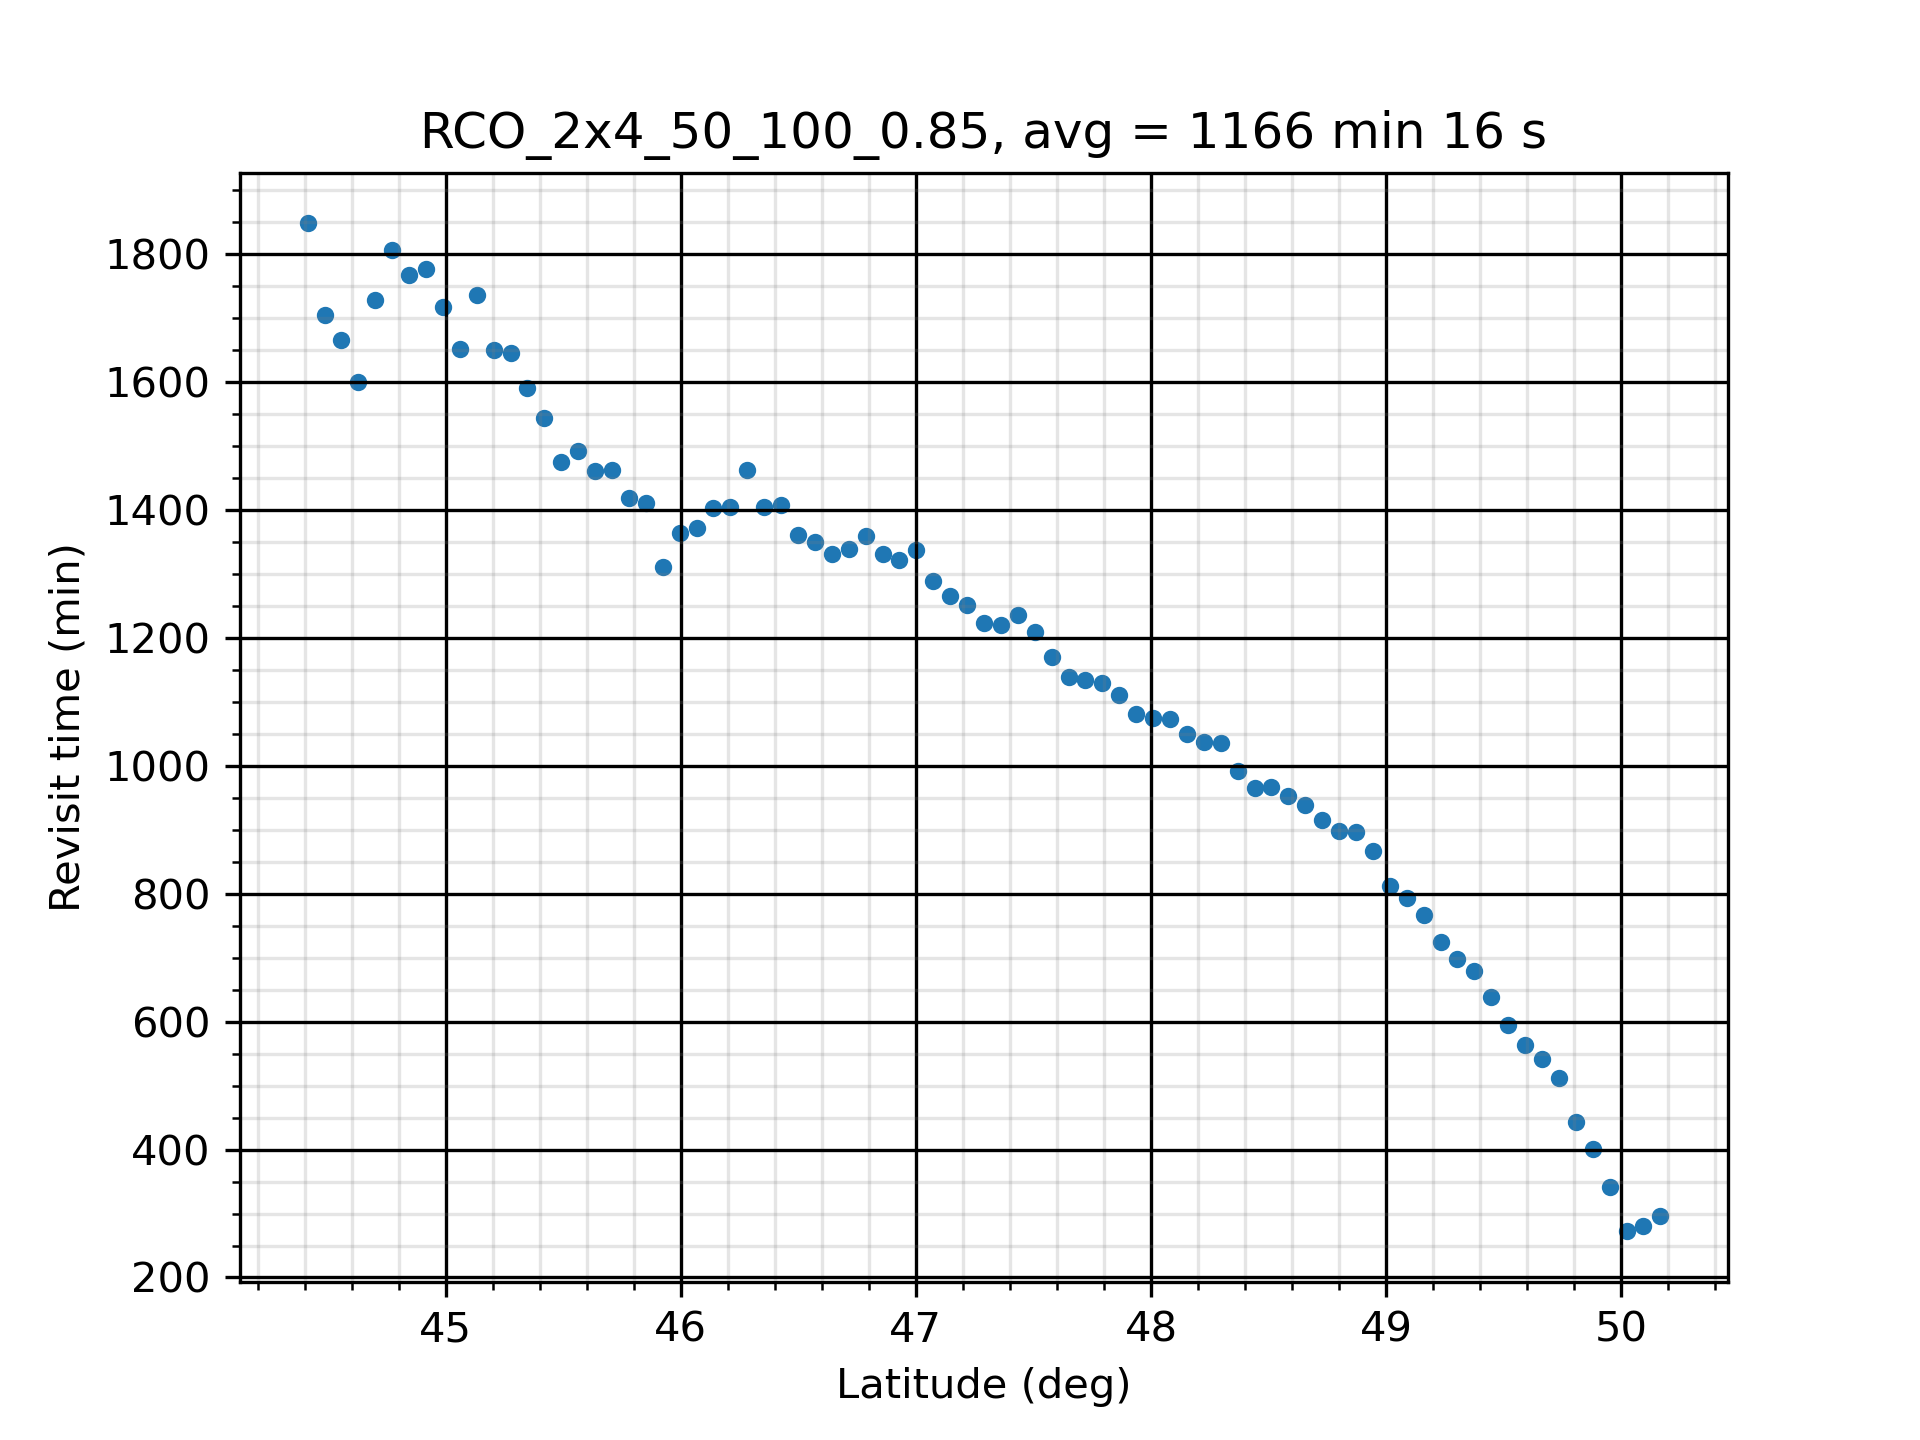 RCO_2x4_50_100_0.85, avg = 1166 min 16 s
1800
1600
1400
1200
1000
800
600
400
200
Revisit time (min)
45 46 47 48 49 50
Latitude (deg)